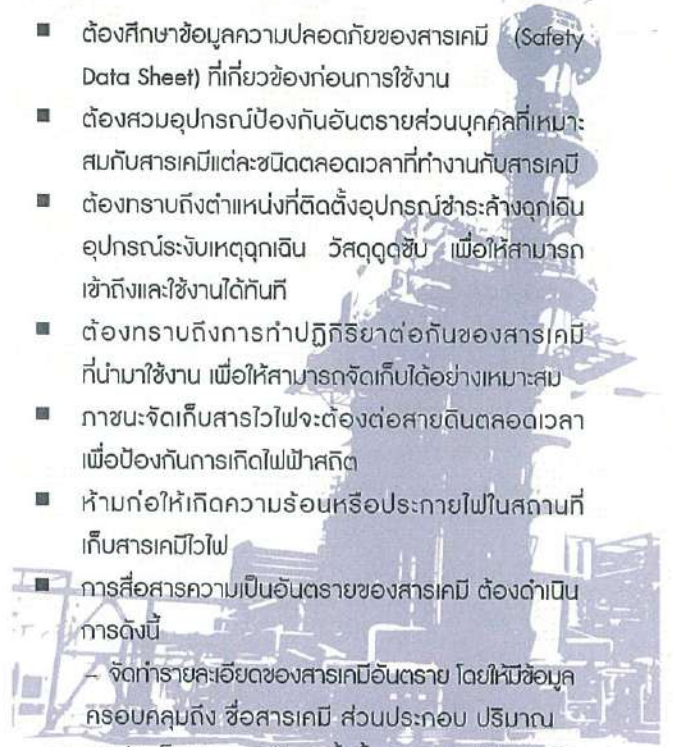 ■ ต้องศึกษาข้อมูลความปลอดภัยของสารเคมี (Safety
Data Sheet) ที่เกี่ยวข้องก่อนการใช้งาน
■ ต้องสวมอุปกรณ์ป้องกันอันตรายส่วนบุคคลที่เหมาะ
สมกับสารเคมีแต่ละชนิดตลอดเวลาที่ทำงานกับสารเคมี
■ ต้องทราบถึงตำแหน่งที่ติดตั้งอุปกรณ์ชำระล้างฉุกเฉิน
อุปกรณ์ระงับเหตุฉุกเฉิน วัสดุดูดซับ เพื่อให้สามารถ
เข้าถึงและใช้งานได้ทันที
■ ต้องทราบถึงการทำปฏิกิริยาต่อกันของสารเคมี
ที่นำมาใช้งาน เพื่อให้สามารถจัดเก็บได้อย่างเหมาะสม
■ ภาชนะจัดเก็บสารไวไฟจะต้องต่อสายดินตลอดเวลา
เพื่อป้องกันการเกิดไฟฟ้าสถิต
■ ห้ามก่อให้เกิดความร้อนหรือประกายไฟในสถานที่
เก็บสารเคมีไวไฟ
■ การสื่อสารความเป็นอันตรายของสารเคมี ต้องดำเนิน
การดังนี้
– จัดทำรายละเอียดของสารเคมีอันตราย โดยให้มีข้อมูล
ครอบคลุมถึง ชื่อสารเคมี ส่วนประกอบ ปริมาณ